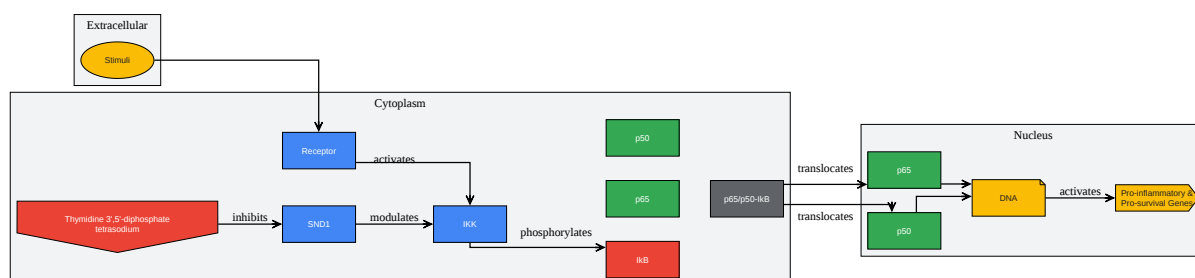 Extracellular
Stimuli
Cytoplasm
p50
Receptor
activates
translocates
Nucleus
p65
p65
p65/p50-IkB
DNA
activates
Pro-inflammatory &
Pro-survival Genes
Thymidine 3',5'-diphosphate
tetrasodium
inhibits
SND1
modulates
IKK
translocates
p50
phosphorylates
IkB